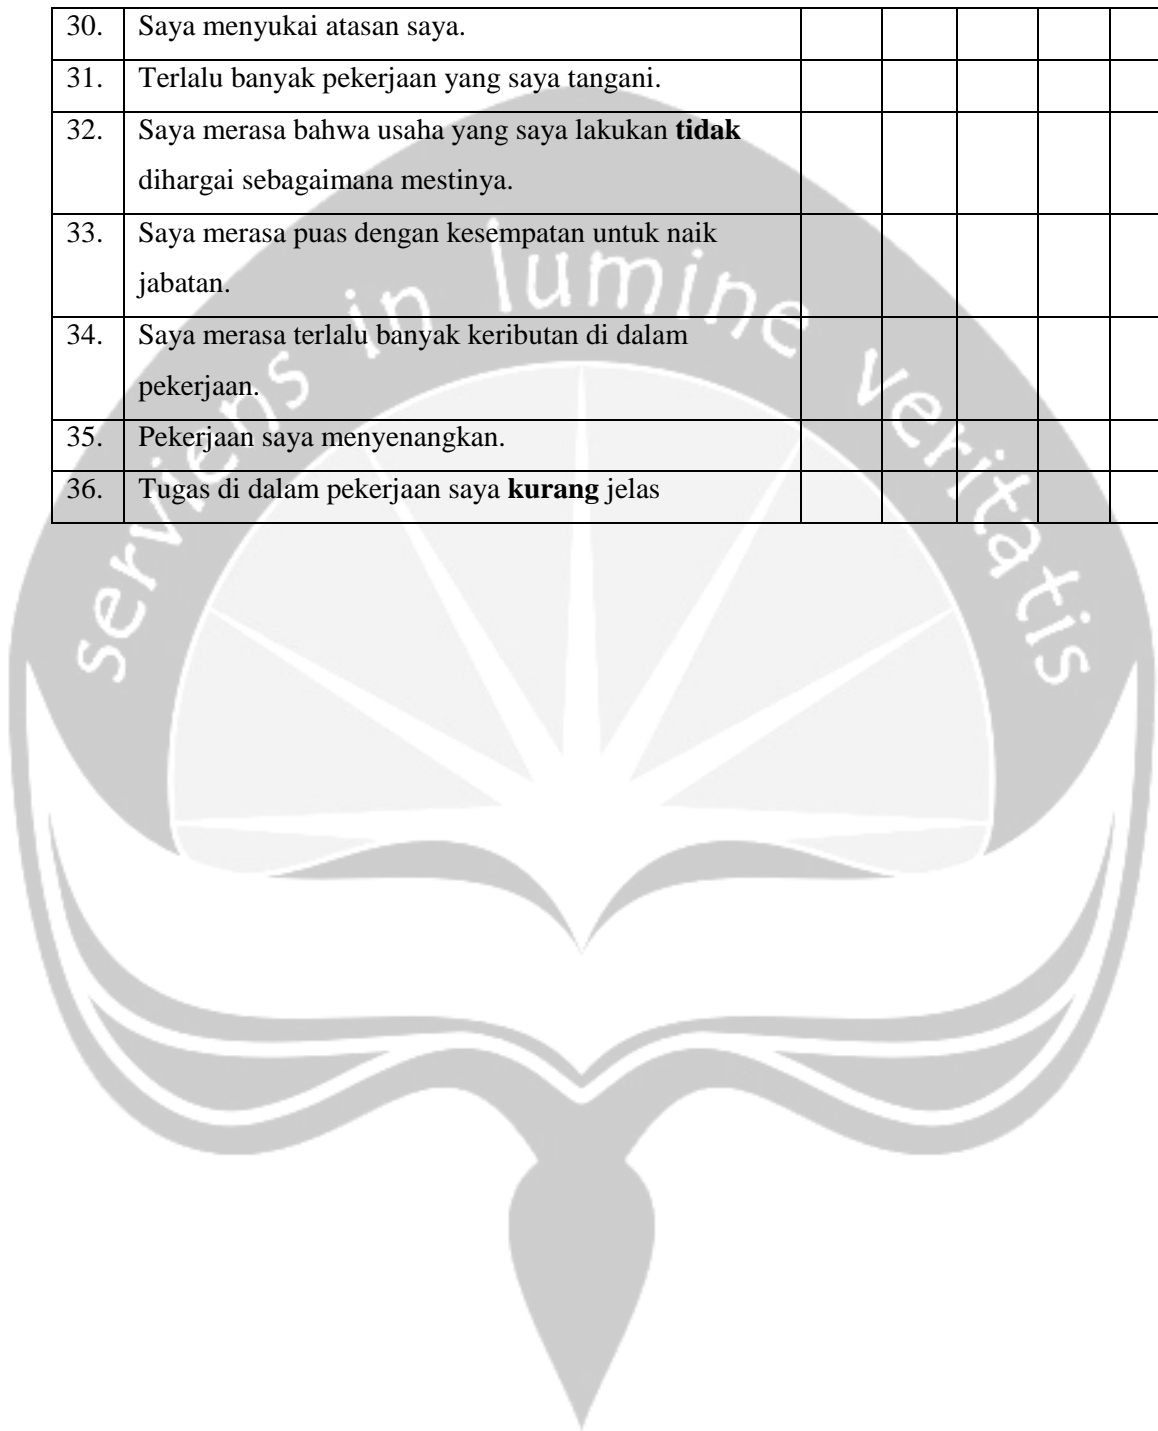 30. Saya menyukai atasan saya.
31. Terlalu banyak pekerjaan yang saya tangani.
32. Saya merasa bahwa usaha yang saya lakukan tidak
dihargai sebagaimana mestinya.
33. Saya merasa puas dengan kesempatan untuk naik
jabatan.
34. Saya merasa terlalu banyak keributan di dalam
pekerjaan.
35. Pekerjaan saya menyenangkan.
36. Tugas di dalam pekerjaan saya kurang jelas
serviens in lumine veritatis